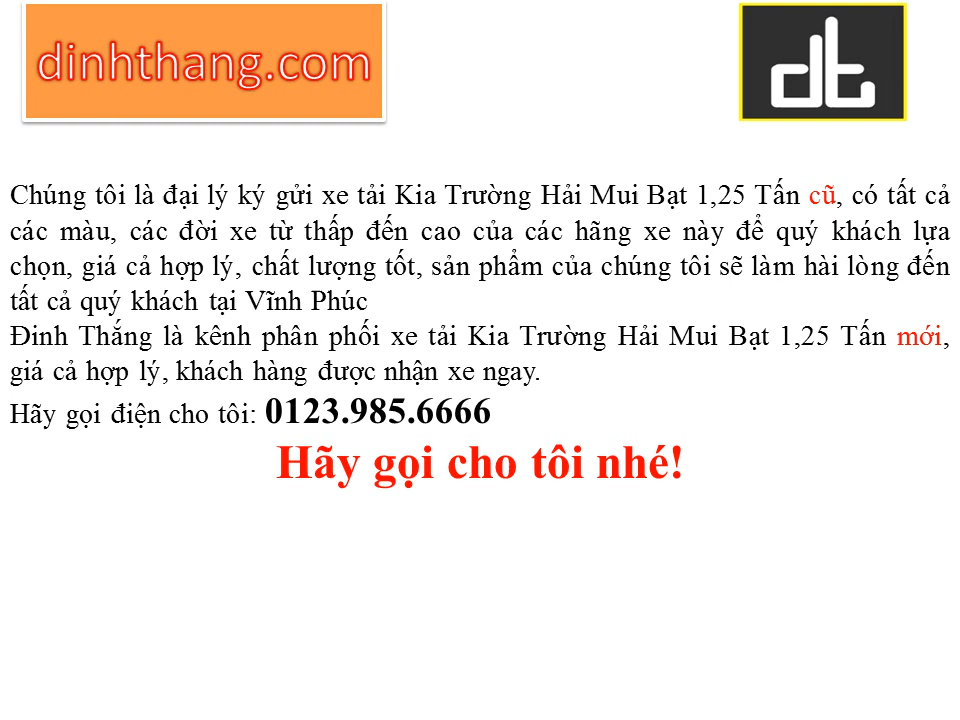 dinhthang.com
dt
Chúng tôi là đại lý ký gửi xe tải Kia Trường Hải Mui Bạt 1,25 Tấn cũ, có tất cả
các màu, các đời xe từ thấp đến cao của các hãng xe này để quý khách lựa
chọn, giá cả hợp lý, chất lượng tốt, sản phẩm của chúng tôi sẽ làm hài lòng đến
tất cả quý khách tại Vĩnh Phúc
Đinh Thắng là kênh phân phối xe tải Kia Trường Hải Mui Bạt 1,25 Tấn mới,
giá cả hợp lý, khách hàng được nhận xe ngay.
Hãy gọi điện cho tôi: 0123.985.6666
Hãy gọi cho tôi nhé!